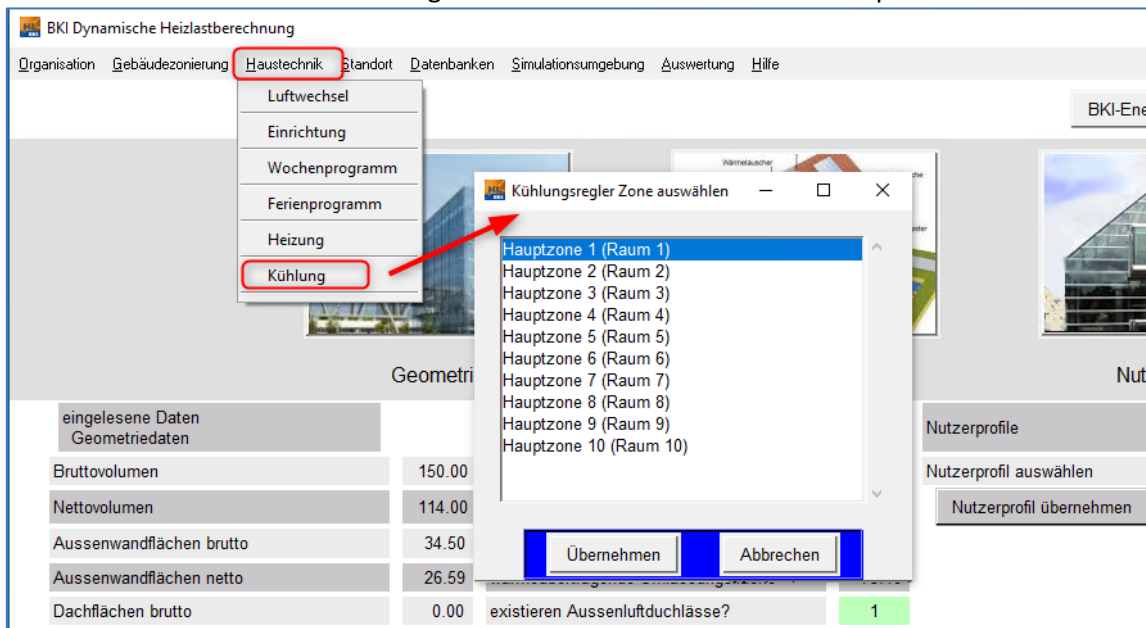 BKI Dynamische Heizlastberechnung
Organisation Gebäudezonierung Haustechnik Standort Datenbanken Simulationsumgebung Auswertung Hilfe
Luftwechsel
Einrichtung
Wochenprogramm
Ferienprogramm
Heizung
Kühlung
BKI-Ene
Wärmetauscher
Kühlungsregler Zone auswählen
Hauptzone 1 (Raum 1)
Hauptzone 2 (Raum 2)
Hauptzone 3 (Raum 3)
Hauptzone 4 (Raum 4)
Hauptzone 5 (Raum 5)
Hauptzone 6 (Raum 6)
Hauptzone 7 (Raum 7)
Hauptzone 8 (Raum 8)
Hauptzone 9 (Raum 9)
Hauptzone 10 (Raum 10)
Übernehmen Abbrechen
Geometri
Nut
eingelesene Daten
Geometriedaten
Nutzerprofile
Bruttovolumen 150.00
Nutzerprofil auswählen
Nettovolumen 114.00
Nutzerprofil übernehmen
Aussenwandflächen brutto 34.50
Aussenwandflächen netto 26.59
Dachflächen brutto 0.00 existieren Aussenluftduchlässe? 1